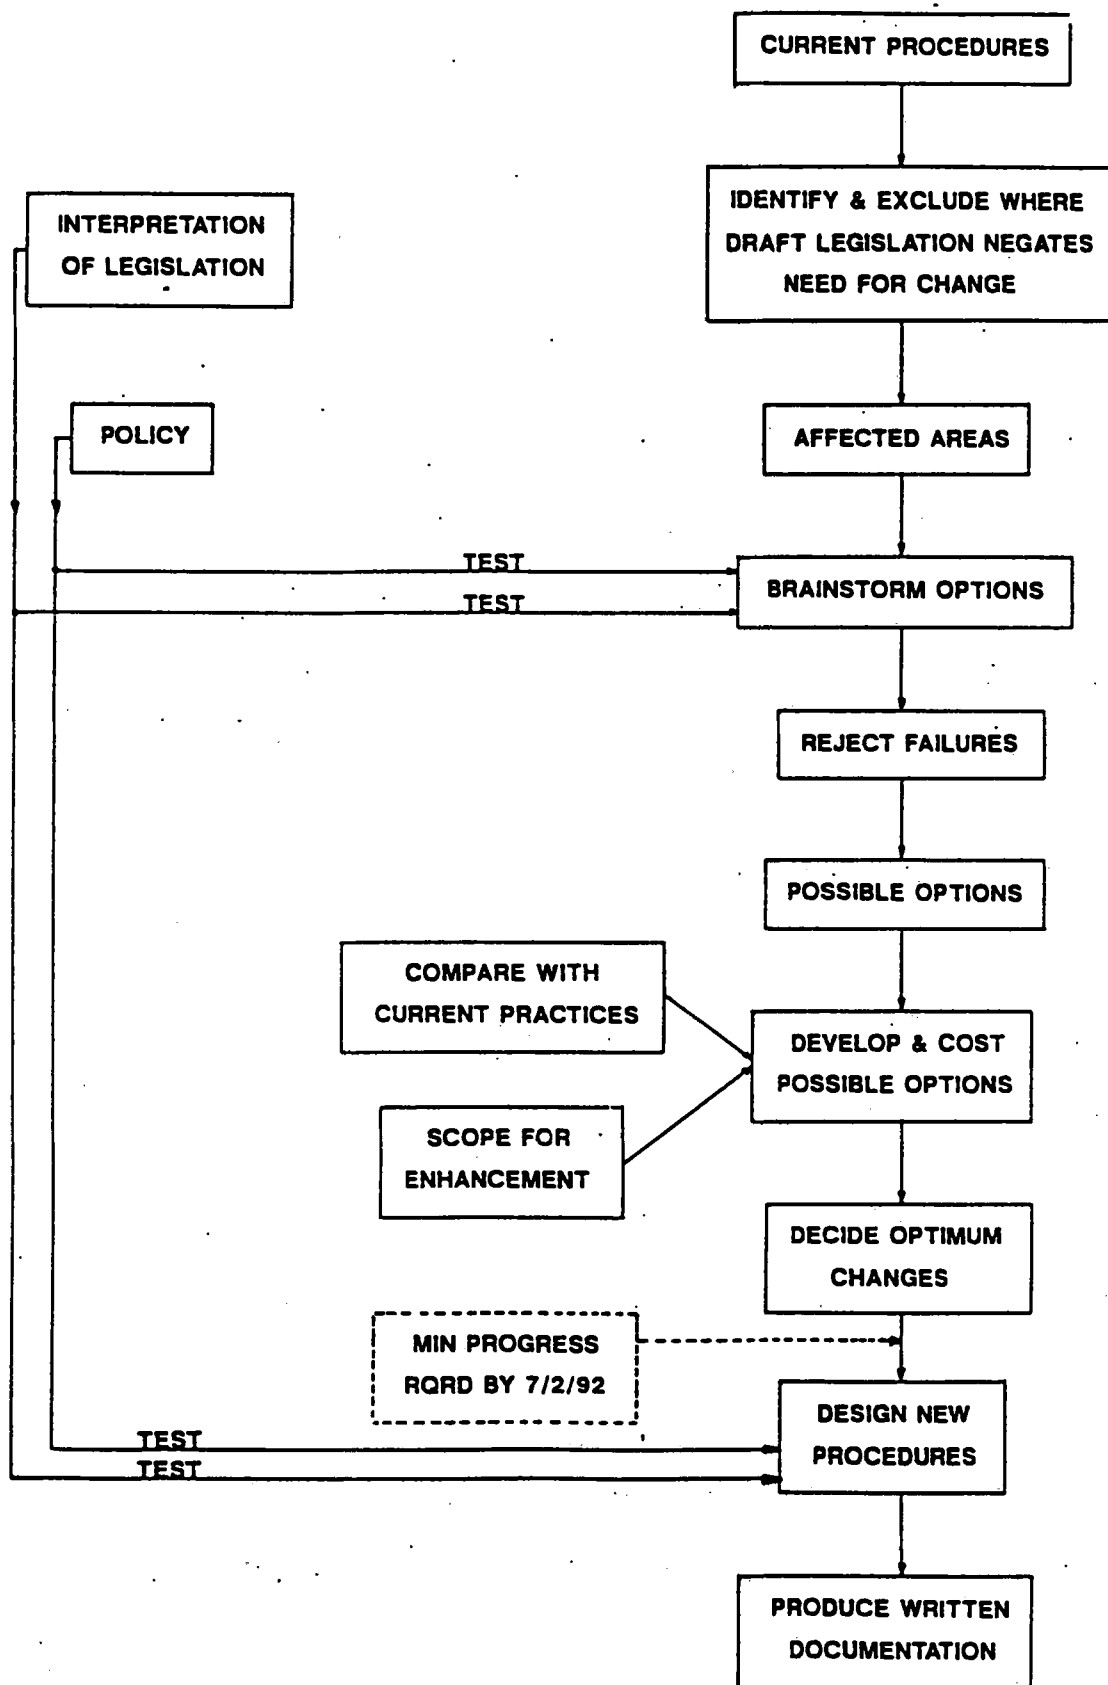 CURRENT PROCEDURES
IDENTIFY & EXCLUDE WHERE
DRAFT LEGISLATION NEGATES
NEED FOR CHANGE
INTERPRETATION
OF LEGISLATION
POLICY
AFFECTED AREAS
TEST
TEST
BRAINSTORM OPTIONS
REJECT FAILURES
POSSIBLE OPTIONS
COMPARE WITH
CURRENT PRACTICES
DEVELOP & COST
POSSIBLE OPTIONS
SCOPE FOR
ENHANCEMENT
DECIDE OPTIMUM
CHANGES
MIN PROGRESS
RQRD BY 7/2/92
DESIGN NEW
PROCEDURES
TEST
TEST
PRODUCE WRITTEN
DOCUMENTATION